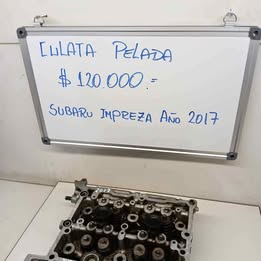 CULATA PELADA
$ 120.000.=
SUBARU IMPREZA AÑO 2017